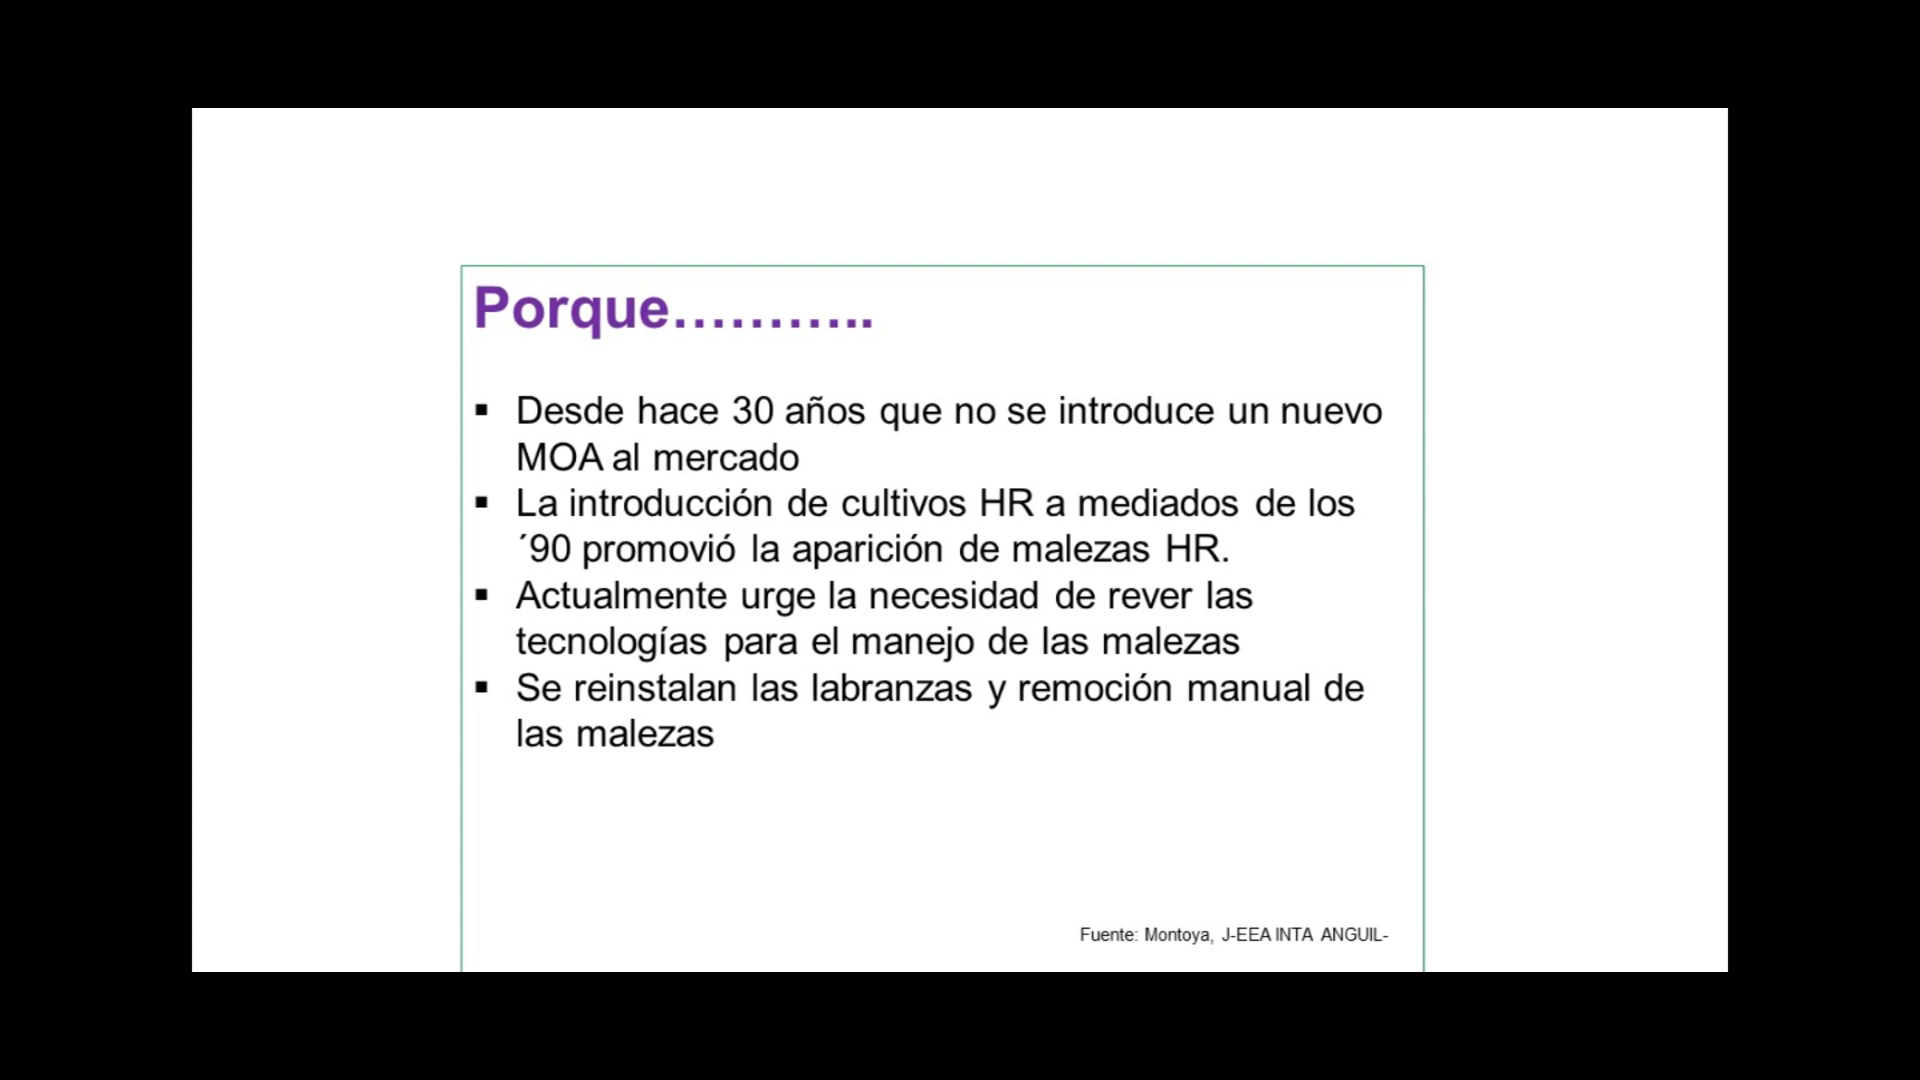 Porque………..
▪ Desde hace 30 años que no se introduce un nuevo
MOA al mercado
▪ La introducción de cultivos HR a mediados de los
´90 promovió la aparición de malezas HR.
▪ Actualmente urge la necesidad de rever las
tecnologías para el manejo de las malezas
▪ Se reinstalan las labranzas y remoción manual de
las malezas
Fuente: Montoya, J-EEA INTA ANGUIL-